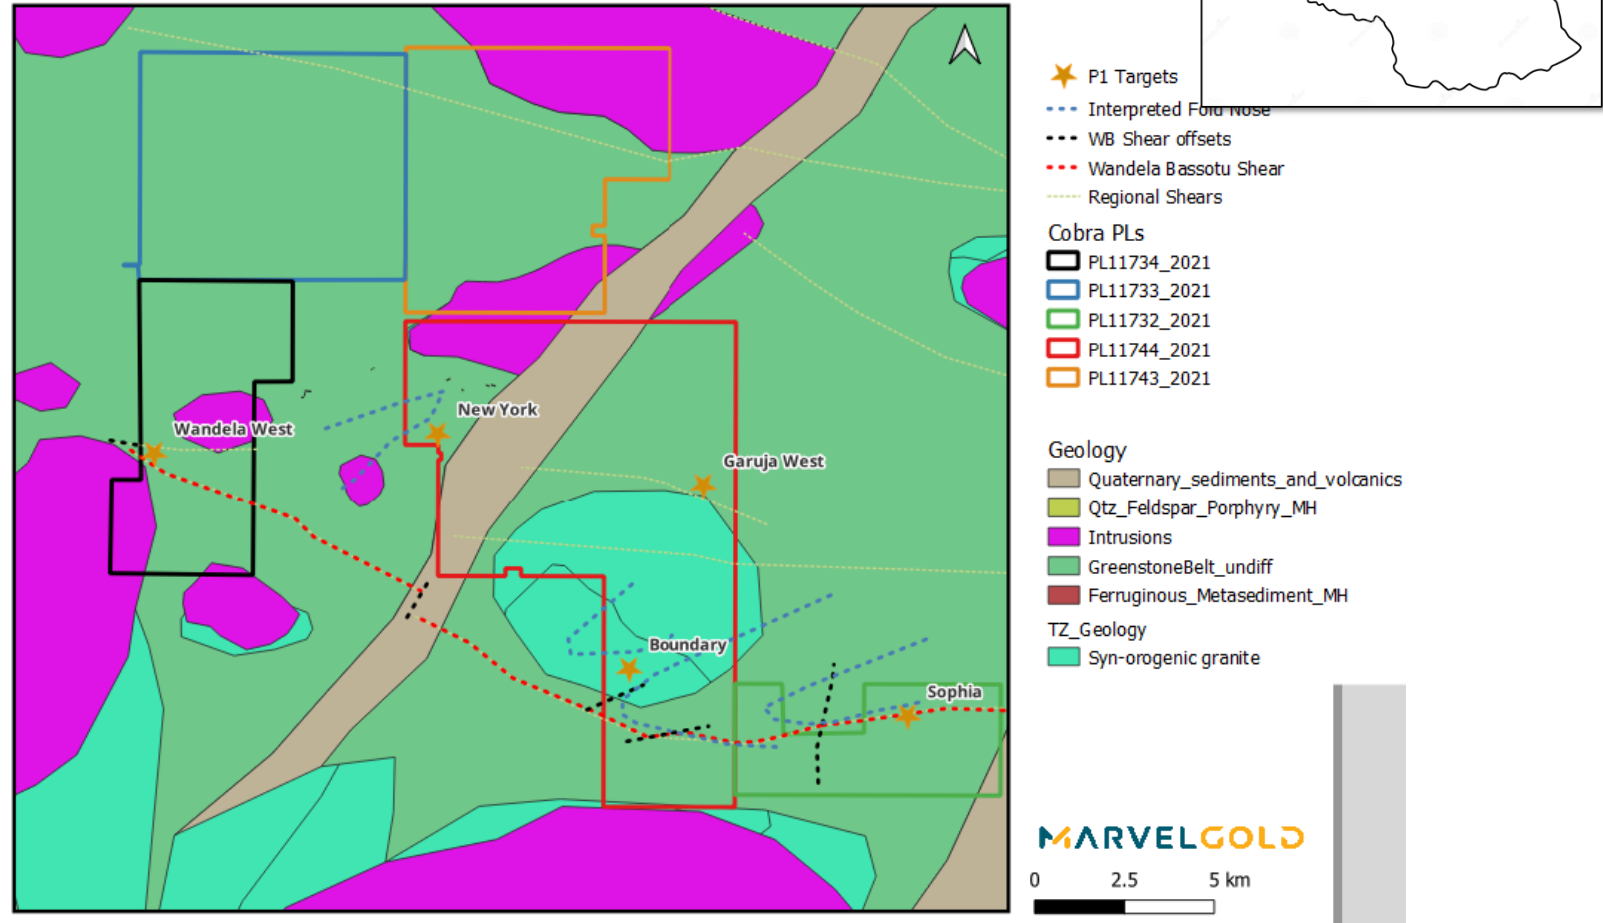 P1 Targets
Interpreted Fold Nose
WB Shear offsets
Wandela Bassotu Shear
Regional Shears
Cobra PLs
PL11734_2021
PL11733_2021
PL11732_2021
PL11744_2021
PL11743_2021
Geology
Quaternary_sediments_and_volcanics
Qtz_Feldspar_Porphyry_MH
Intrusions
GreenstoneBelt_undiff
Ferruginous_Metasediment_MH
TZ_Geology
Syn-orogenic granite
New York
Wandela West
Garuja West
Boundary
Sophia
MARVELGOLD
0 2.5 5 km